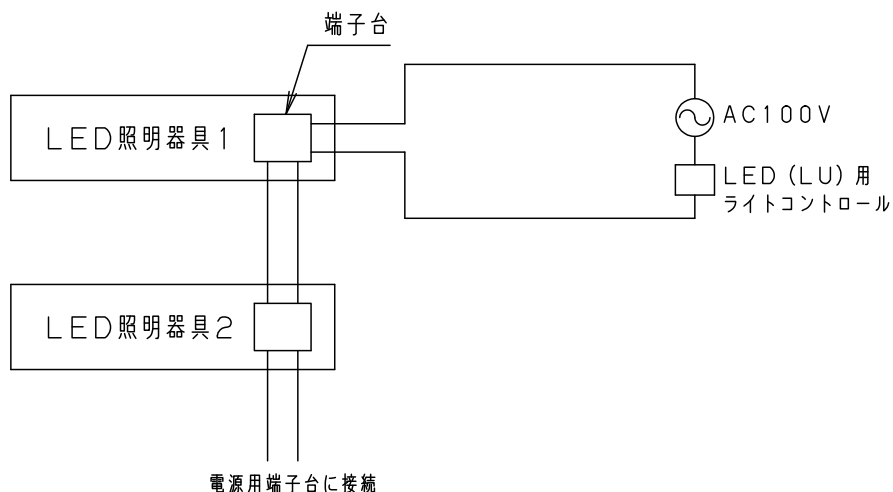 端子台
LED照明器具1
AC100V
LED(LU)用
ライトコントロール
LED照明器具2
電源用端子台に接続